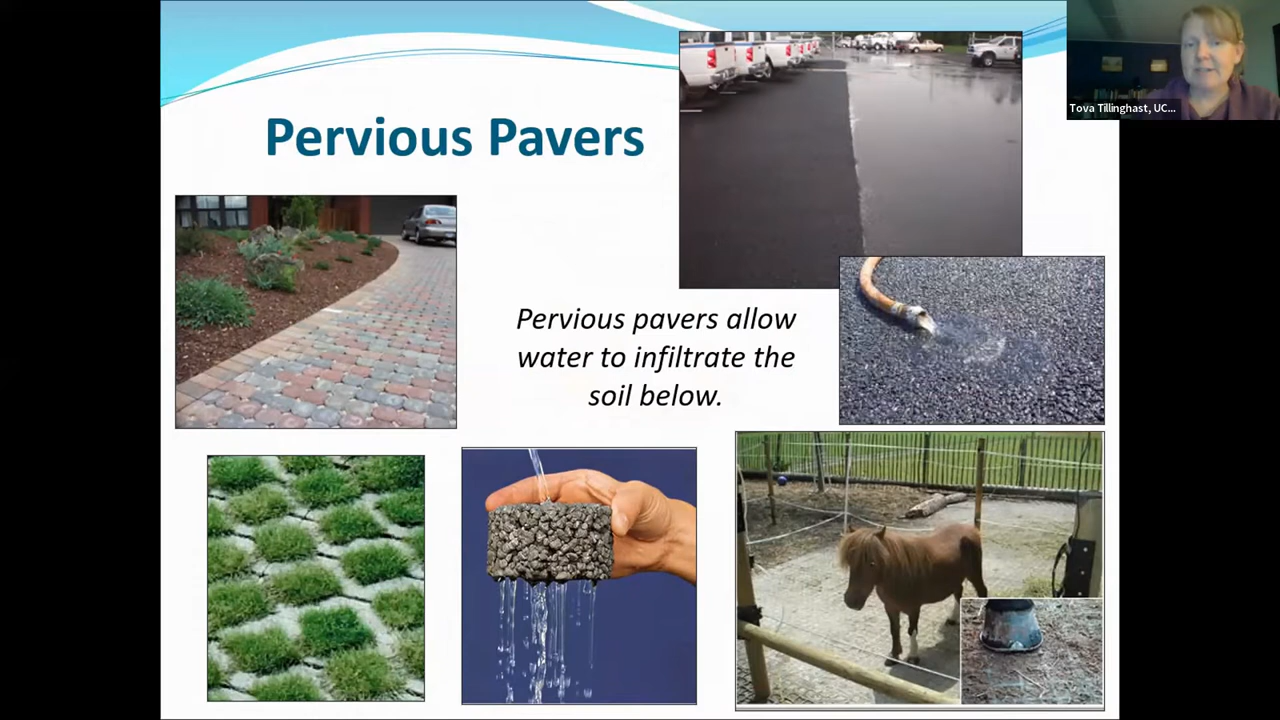 Tova Tillinghast, UC...
Pervious Pavers
Pervious pavers allow
water to infiltrate the
soil below.